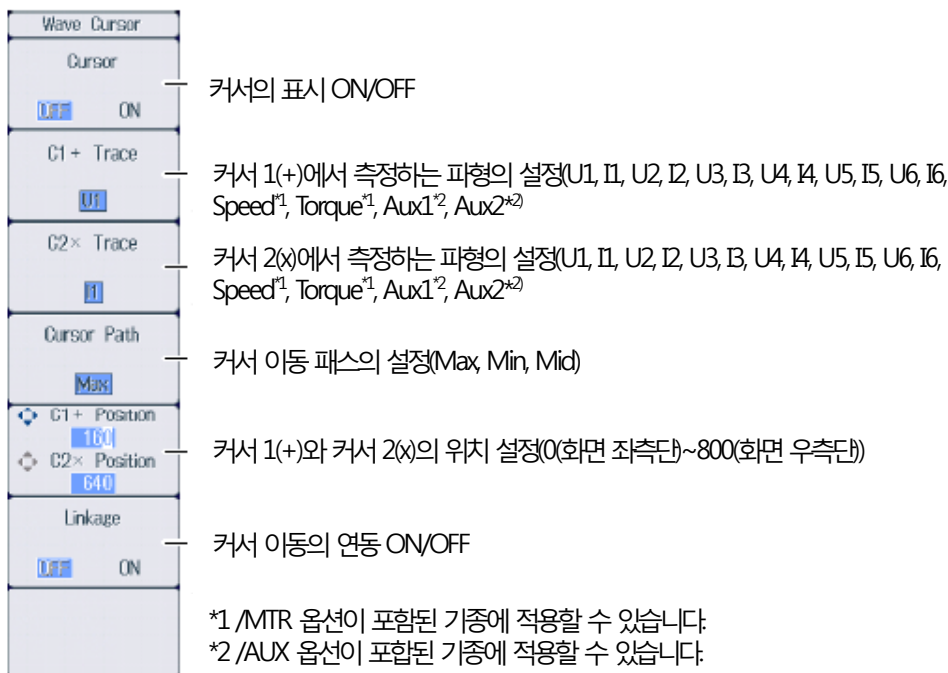 Wave Cursor
Cursor
OFF ON
커서의 표시 ON/OFF
C1+ Trace
U1
커서 1(+)에서 측정하는 파형의 설정(U1, I1, U2, I2, U3, I3, U4, I4, U5, I5, U6, I6,
Speed*1, Torque*1, Aux1*2, Aux2*2)
C2× Trace
I1
커서 2(x)에서 측정하는 파형의 설정(U1, I1, U2, I2, U3, I3, U4, I4, U5, I5, U6, I6,
Speed*1, Torque*1, Aux1*2, Aux2*2)
Cursor Path
Max
커서 이동 패스의 설정(Max, Min, Mid)
C1+ Position
160
C2× Position
640
커서 1(+)와 커서 2(x)의 위치 설정(0(화면 좌측단)~800(화면 우측단))
Linkage
OFF ON
커서 이동의 연동 ON/OFF
*1 /MTR 옵션이 포함된 기종에 적용할 수 있습니다.
*2 /AUX 옵션이 포합된 기종에 적용할 수 있습니다.